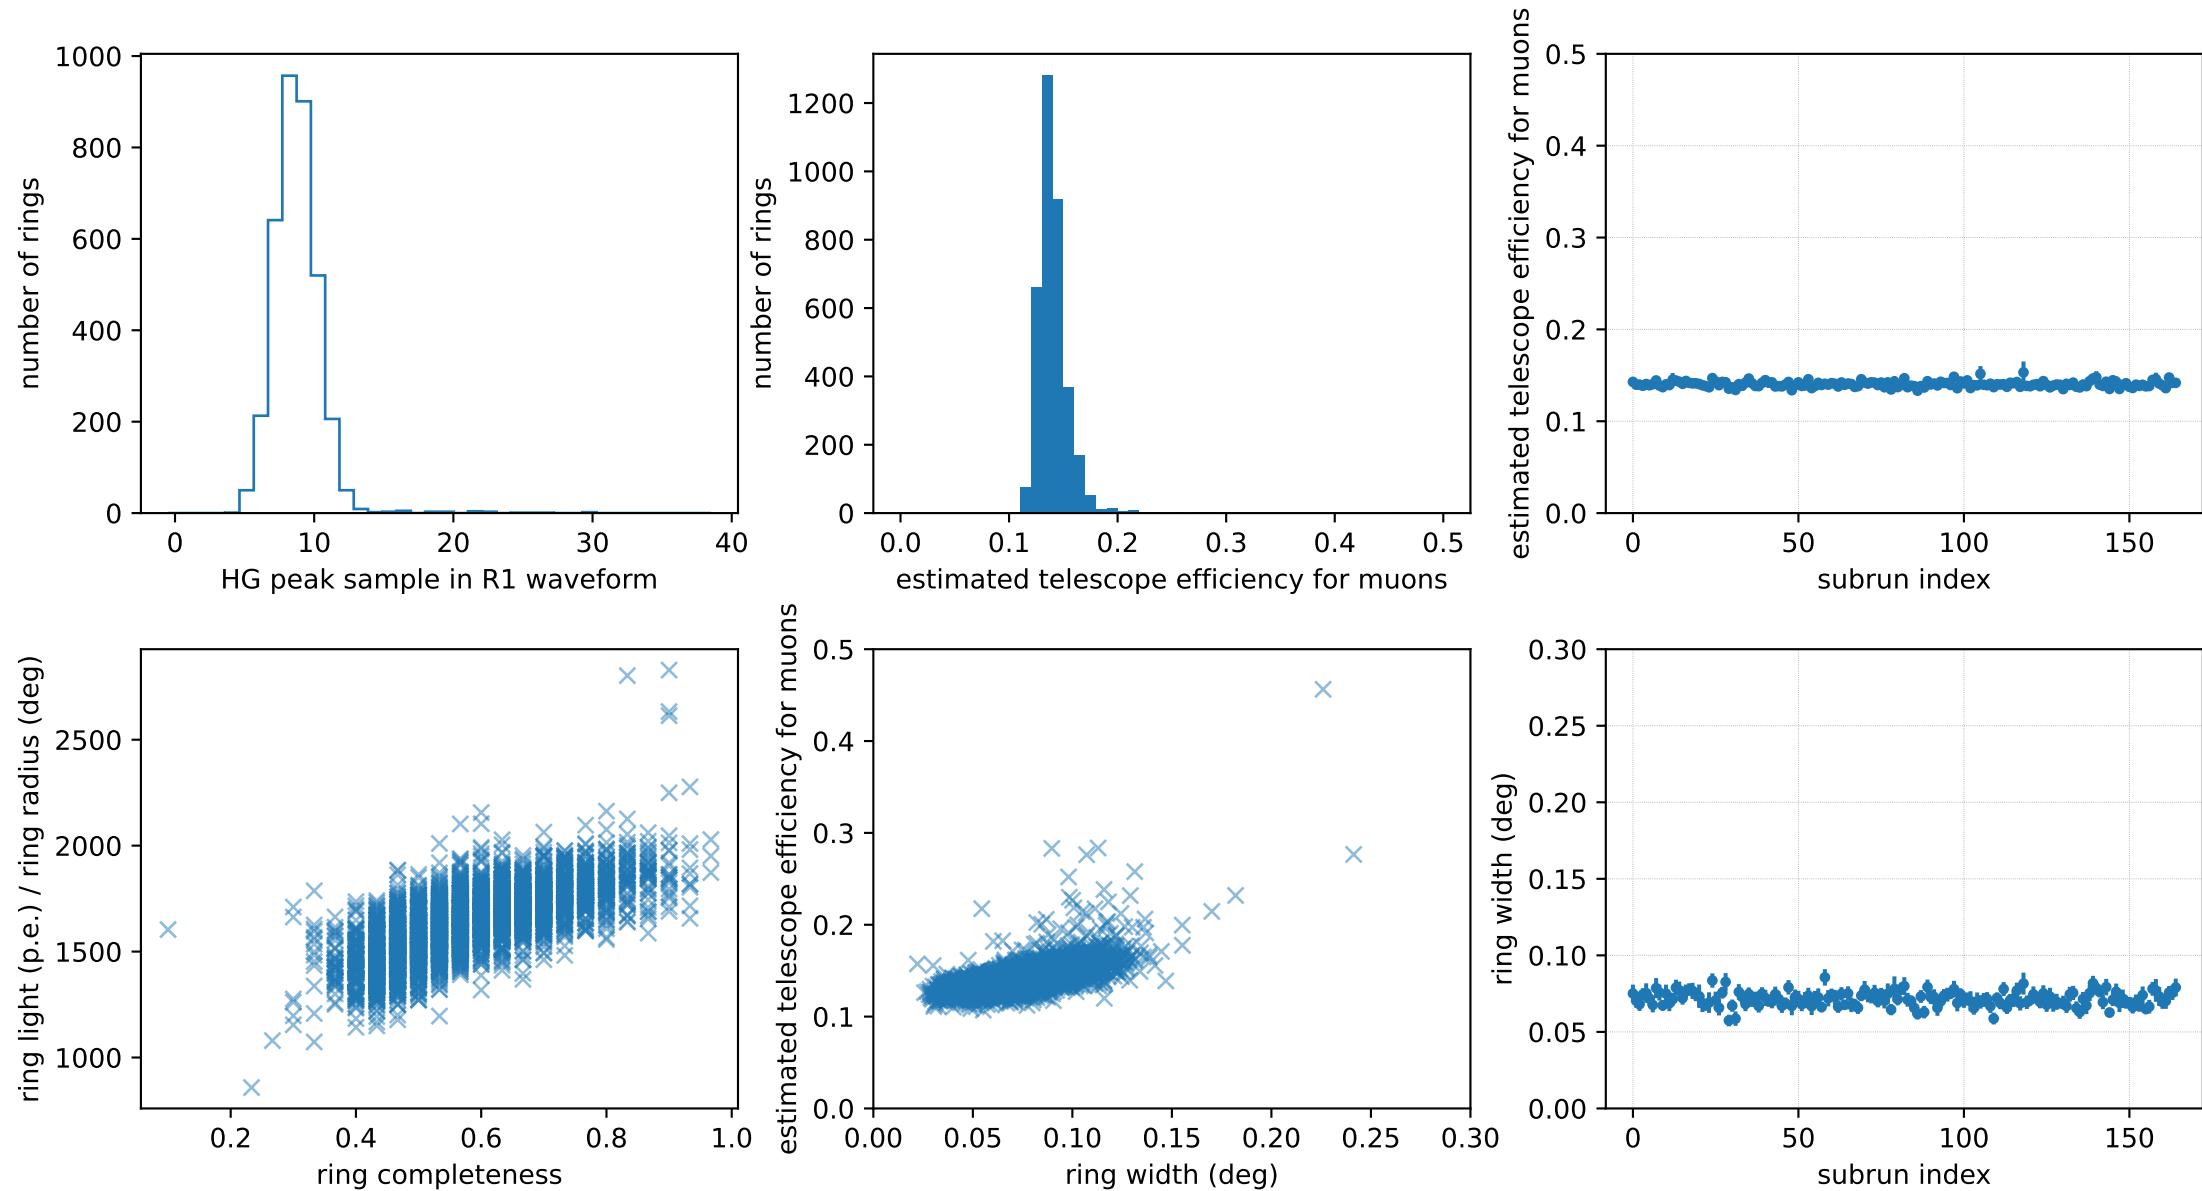 number of rings
1000
800
600
400
200
0
0 10 20 30 40
HG peak sample in R1 waveform
number of rings
1200
1000
800
600
400
200
0
0.0 0.1 0.2 0.3 0.4 0.5
estimated telescope efficiency for muons
estimated telescope efficiency for muons
0.5
0.4
0.3
0.2
0.1
0.0
0 50 100 150
subrun index
ring light (p.e.) / ring radius (deg)
2500
2000
1500
1000
0.2 0.4 0.6 0.8 1.0
ring completeness
estimated telescope efficiency for muons
0.5
0.4
0.3
0.2
0.1
0.0
0.00 0.05 0.10 0.15 0.20 0.25 0.30
ring width (deg)
ring width (deg)
0.30
0.25
0.20
0.15
0.10
0.05
0.00
0 50 100 150
subrun index